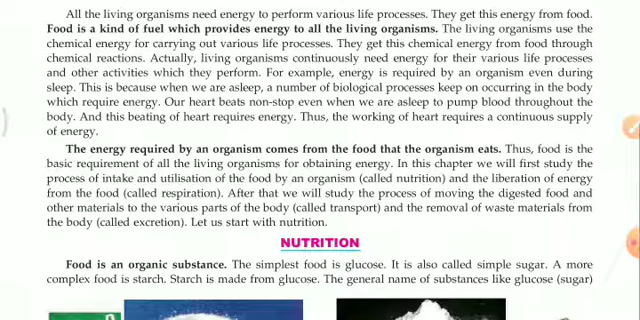 All the living organisms need energy to perform various life processes. They get this energy from food.
Food is a kind of fuel which provides energy to all the living organisms. The living organisms use the
chemical energy for carrying out various life processes. They get this chemical energy from food through
chemical reactions. Actually, living organisms continuously need energy for their various life processes
and other activities which they perform. For example, energy is required by an organism even during
sleep. This is because when we are asleep, a number of biological processes keep on occurring in the body
which require energy. Our heart beats non-stop even when we are asleep to pump blood throughout the
body. And this beating of heart requires energy. Thus, the working of heart requires a continuous supply
of energy.
The energy required by an organism comes from the food that the organism eats. Thus, food is the
basic requirement of all the living organisms for obtaining energy. In this chapter we will first study the
process of intake and utilisation of the food by an organism (called nutrition) and the liberation of energy
from the food (called respiration). After that we will study the process of moving the digested food and
other materials to the various parts of the body (called transport) and the removal of waste materials from
the body (called excretion). Let us start with nutrition.
NUTRITION
Food is an organic substance. The simplest food is glucose. It is also called simple sugar. A more
complex food is starch. Starch is made from glucose. The general name of substances like glucose (sugar)